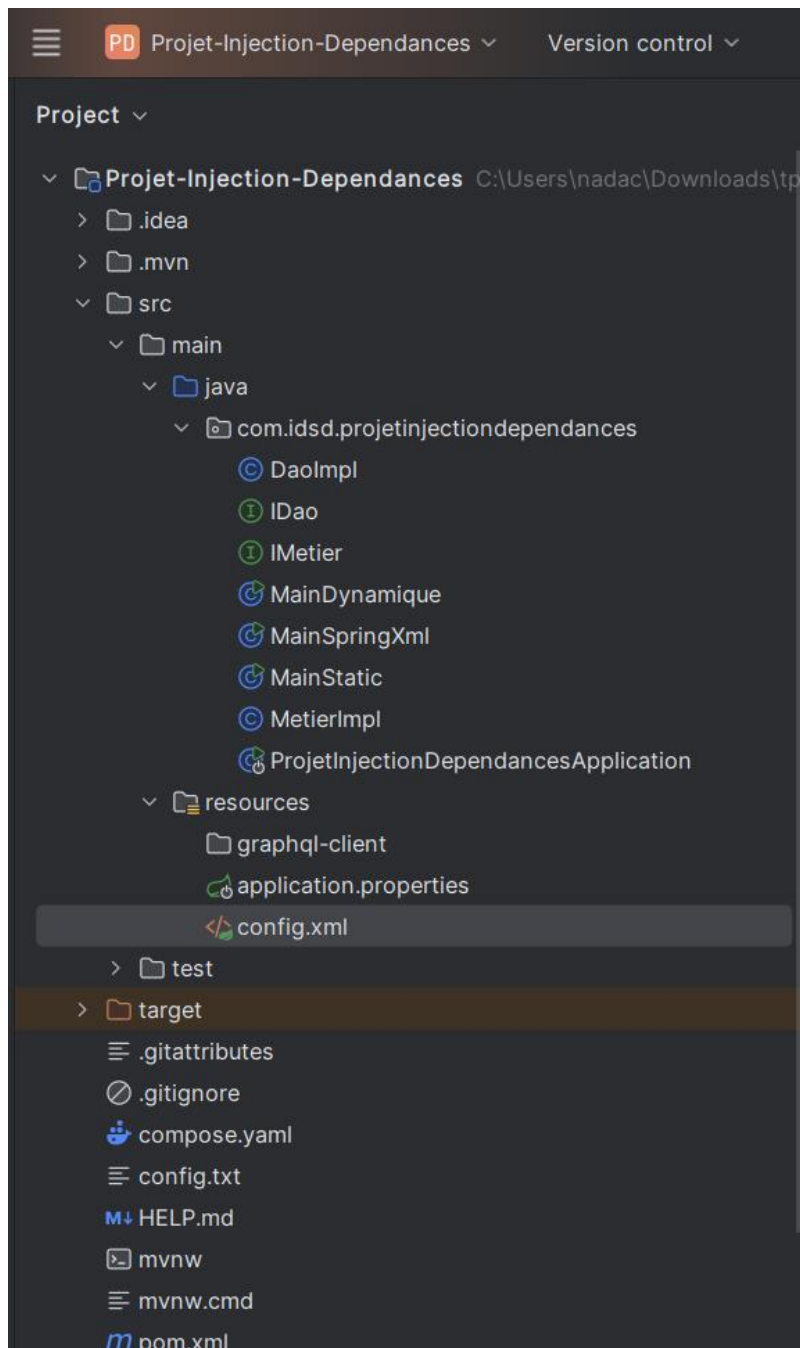 PD Projet-Injection-Dependances Version control
Project
Projet-Injection-Dependances C:\Users\nadac\Downloads\tp
.idea
.mvn
src
main
java
com.idsd.projetinjectiondependances
C DaoImpl
I IDao
I IMetier
C MainDynamique
C MainSpringXml
C MainStatic
C MetierImpl
C ProjetInjectionDependancesApplication
resources
graphql-client
application.properties
</> config.xml
test
target
.gitattributes
.gitignore
compose.yaml
config.txt
M↓ HELP.md
mvnw
mvnw.cmd
m pom.xml